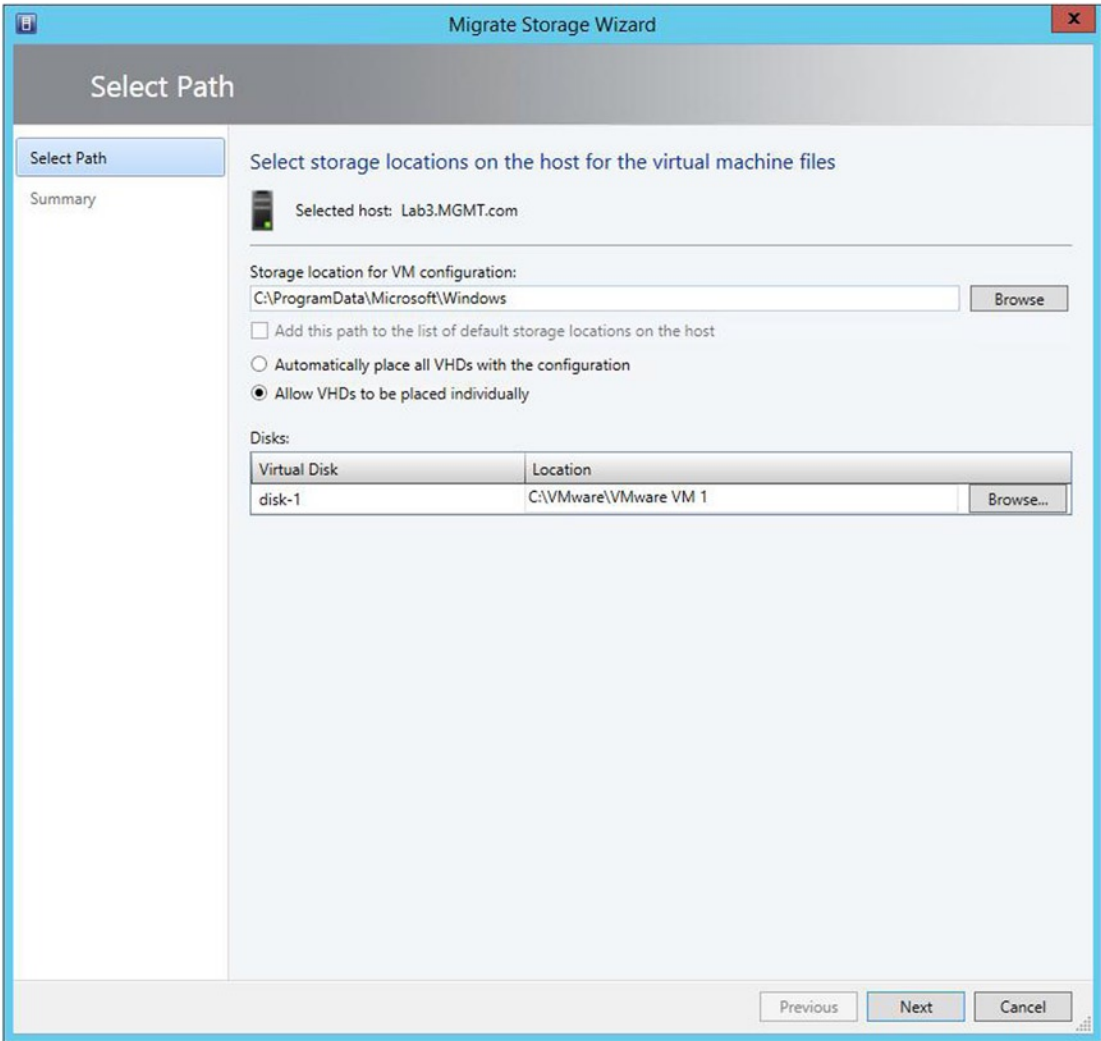 Migrate Storage Wizard
x
Select Path
Select Path
Summary
Select storage locations on the host for the virtual machine files
Selected host: Lab3.MGMT.com
Storage location for VM configuration:
C:\ProgramData\Microsoft\Windows
Browse
Add this path to the list of default storage locations on the host
Automatically place all VHDs with the configuration
Allow VHDs to be placed individually
Disks:
Virtual Disk Location
disk-1 C:\VMware\VMware VM 1 Browse...
Previous Next Cancel